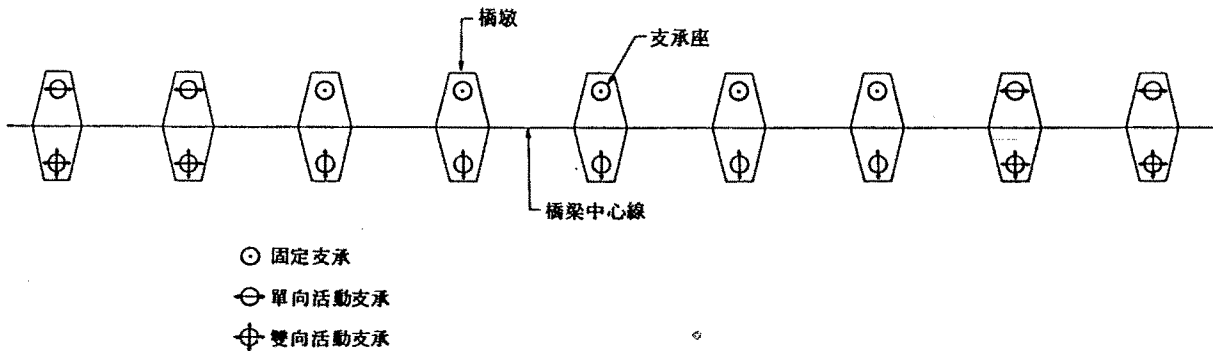 橋墩
支承座
橋梁中心線
固定支承
單向活動支承
雙向活動支承